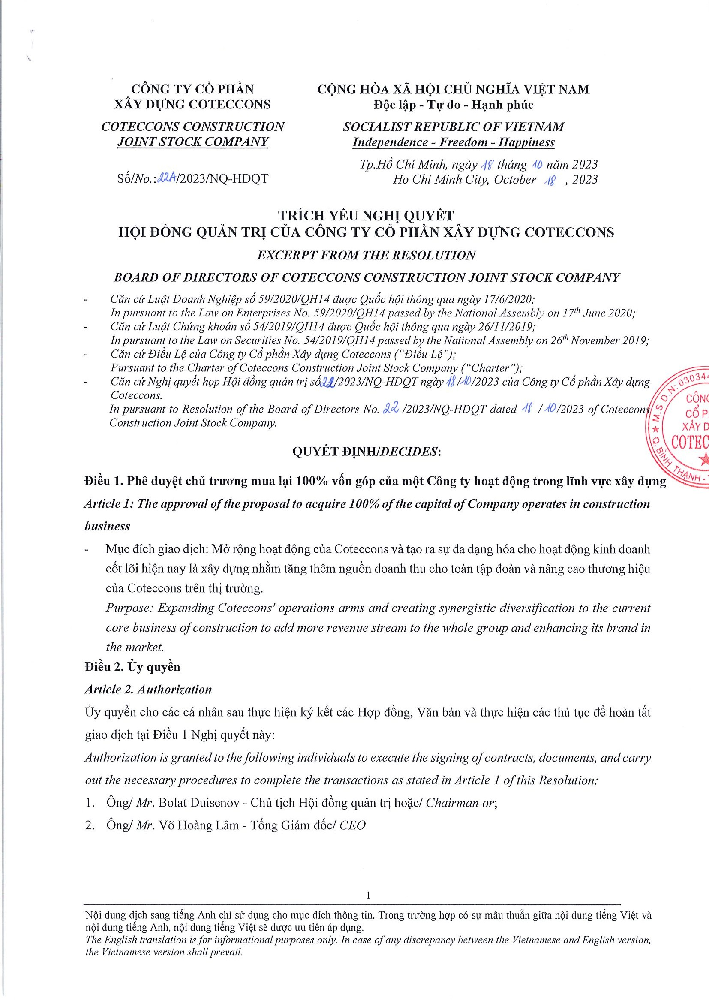 CÔNG TY CỔ PHẦN
XÂY DỰNG COTECCONS
COTECCONS CONSTRUCTION
JOINT STOCK COMPANY
Số/No.:22A/2023/NQ-HDQT
CỘNG HÒA XÃ HỘI CHỦ NGHĨA VIỆT NAM
Độc lập - Tự do - Hạnh phúc
SOCIALIST REPUBLIC OF VIETNAM
Independence - Freedom - Happiness
Tp.Hồ Chí Minh, ngày 18 tháng 10 năm 2023
Ho Chi Minh City, October 18 , 2023
TRÍCH YẾU NGHỊ QUYẾT
HỘI ĐỒNG QUẢN TRỊ CỦA CÔNG TY CỔ PHẦN XÂY DỰNG COTECCONS
EXCERPT FROM THE RESOLUTION
BOARD OF DIRECTORS OF COTECCONS CONSTRUCTION JOINT STOCK COMPANY
- Căn cứ Luật Doanh Nghiệp số 59/2020/QH14 được Quốc hội thông qua ngày 17/6/2020;
In pursuant to the Law on Enterprises No. 59/2020/QH14 passed by the National Assembly on 17th June 2020;
- Căn cứ Luật Chứng khoán số 54/2019/QH14 được Quốc hội thông qua ngày 26/11/2019;
In pursuant to the Law on Securities No. 54/2019/QH14 passed by the National Assembly on 26th November 2019;
- Căn cứ Điều Lệ của Công ty Cổ phần Xây dựng Coteccons (“Điều Lệ”);
Pursuant to the Charter of Coteccons Construction Joint Stock Company (“Charter”);
- Căn cứ Nghị quyết họp Hội đồng quản trị số22/2023/NQ-HDQT ngày 18/10/2023 của Công ty Cổ phần Xây dựng
Coteccons.
In pursuant to Resolution of the Board of Directors No. 22 /2023/NQ-HDQT dated 18 / 10/2023 of Coteccons
Construction Joint Stock Company.
M.S.D.N: 03034
CÔNG
CỔ P
XÂY D
COTEC
Q. BÌNH THẠNH -
QUYẾT ĐỊNH/DECIDES:
Điều 1. Phê duyệt chủ trương mua lại 100% vốn góp của một Công ty hoạt động trong lĩnh vực xây dựng
Article 1: The approval of the proposal to acquire 100% of the capital of Company operates in construction
business
- Mục đích giao dịch: Mở rộng hoạt động của Coteccons và tạo ra sự đa dạng hóa cho hoạt động kinh doanh
cốt lõi hiện nay là xây dựng nhằm tăng thêm nguồn doanh thu cho toàn tập đoàn và nâng cao thương hiệu
của Coteccons trên thị trường.
Purpose: Expanding Coteccons' operations arms and creating synergistic diversification to the current
core business of construction to add more revenue stream to the whole group and enhancing its brand in
the market.
Điều 2. Ủy quyền
Article 2. Authorization
Ủy quyền cho các cá nhân sau thực hiện ký kết các Hợp đồng, Văn bản và thực hiện các thủ tục để hoàn tất
giao dịch tại Điều 1 Nghị quyết này:
Authorization is granted to the following individuals to execute the signing of contracts, documents, and carry
out the necessary procedures to complete the transactions as stated in Article 1 of this Resolution:
1. Ông/ Mr. Bolat Duisenov - Chủ tịch Hội đồng quản trị hoặc/ Chairman or;
2. Ông/ Mr. Võ Hoàng Lâm - Tổng Giám đốc/ CEO
1
Nội dung dịch sang tiếng Anh chỉ sử dụng cho mục đích thông tin. Trong trường hợp có sự mâu thuẫn giữa nội dung tiếng Việt và
nội dung tiếng Anh, nội dung tiếng Việt sẽ được ưu tiên áp dụng.
The English translation is for informational purposes only. In case of any discrepancy between the Vietnamese and English version,
the Vietnamese version shall prevail.